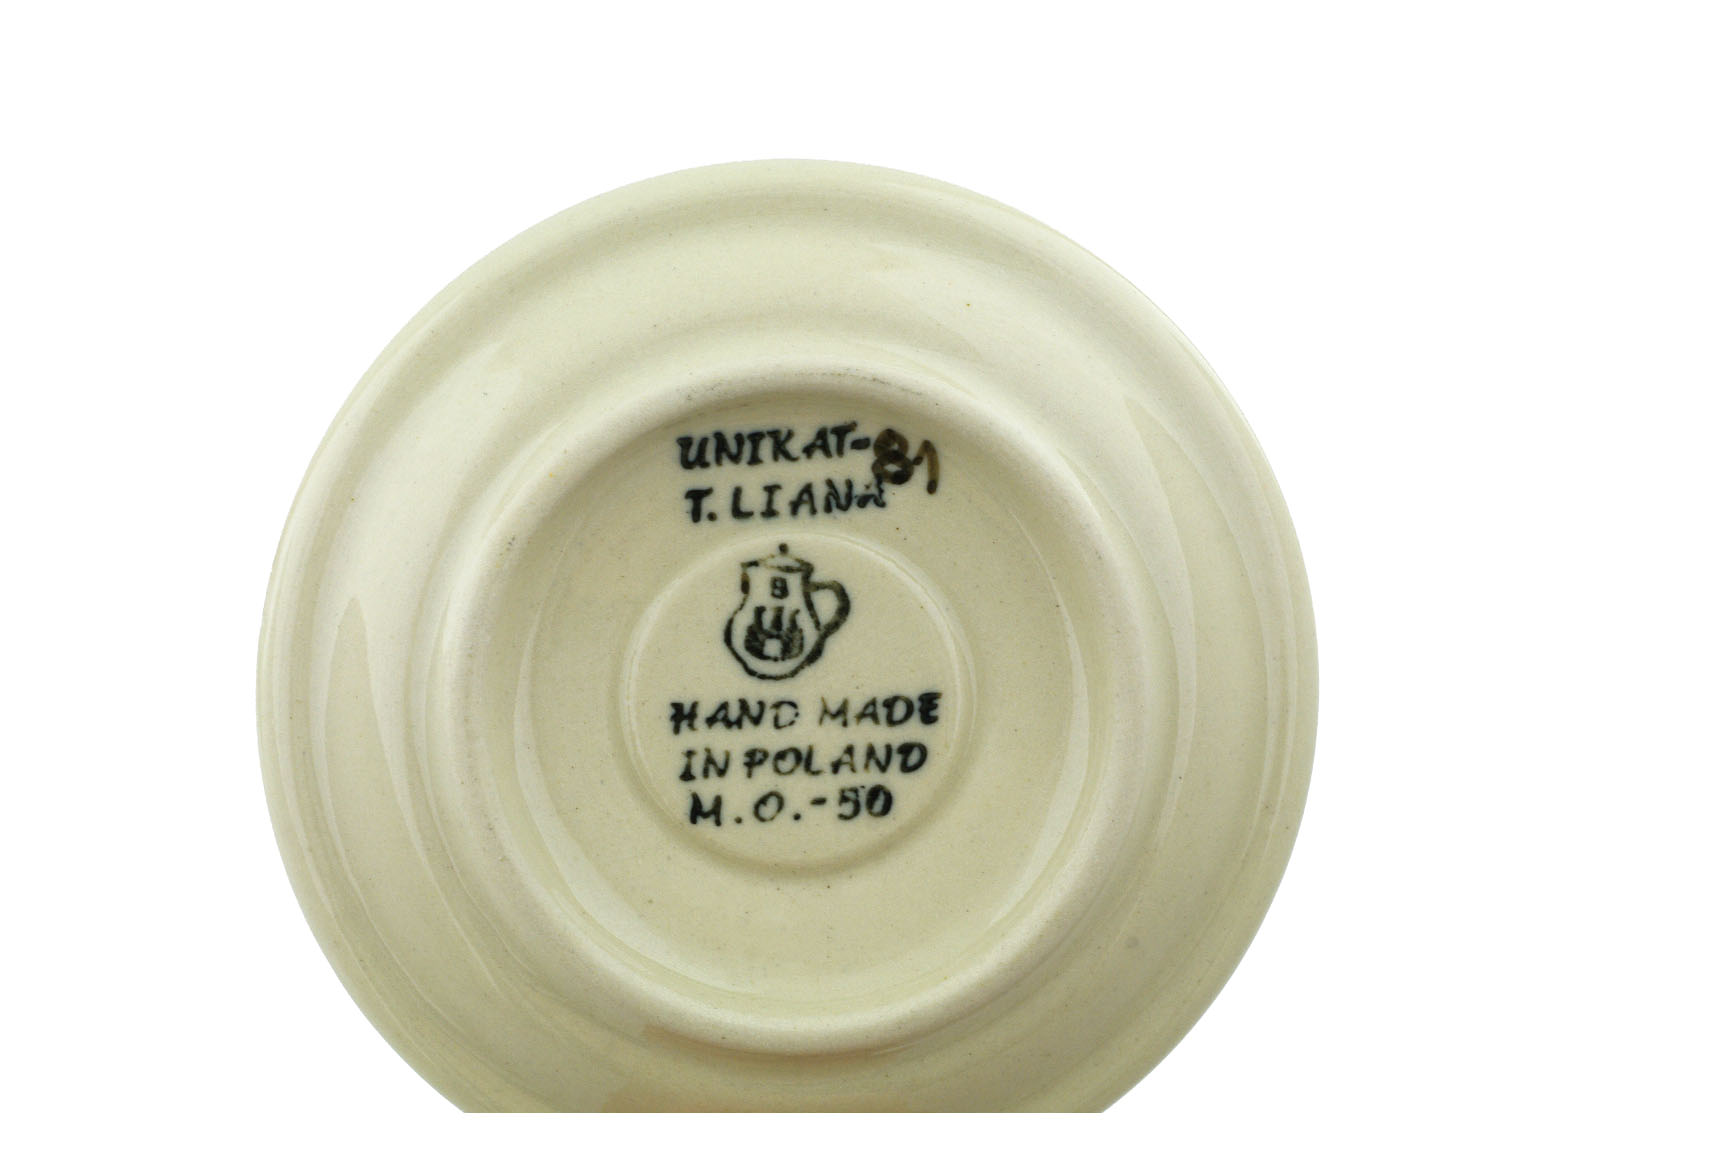 UNIKAT-81
T.LIANA
B
HAND MADE
IN POLAND
M.O.-50